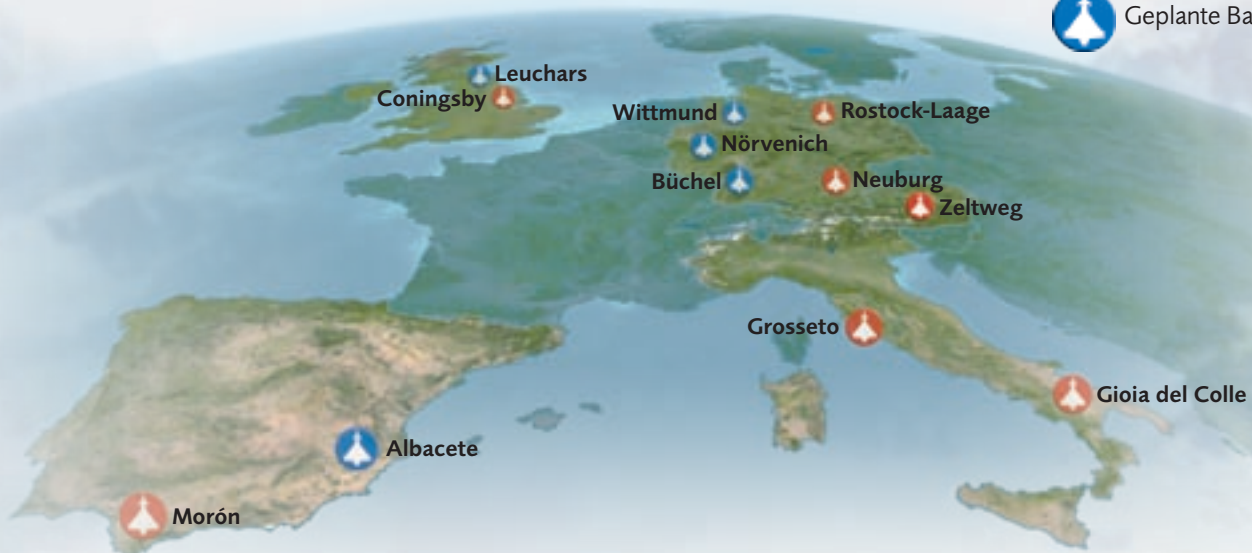 Geplante Ba
Leuchars
Coningsby
Wittmund
Rostock-Laage
Nörvenich
Büchel
Neuburg
Zeltweg
Grosseto
Gioia del Colle
Albacete
Morón